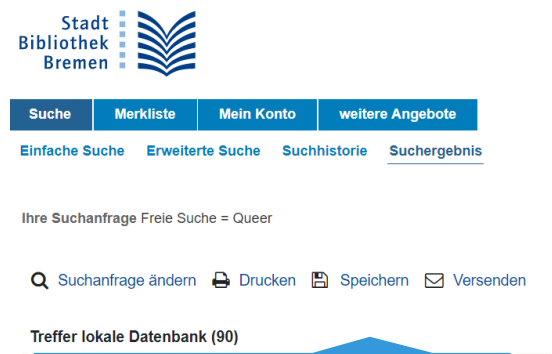 Stadt
Bibliothek
Bremen
Suche Merkliste Mein Konto weitere Angebote
Einfache Suche Erweiterte Suche Suchhistorie Suchergebnis
Ihre Suchanfrage Freie Suche = Queer
Suchanfrage ändern Drucken Speichern Versenden
Treffer lokale Datenbank (90)